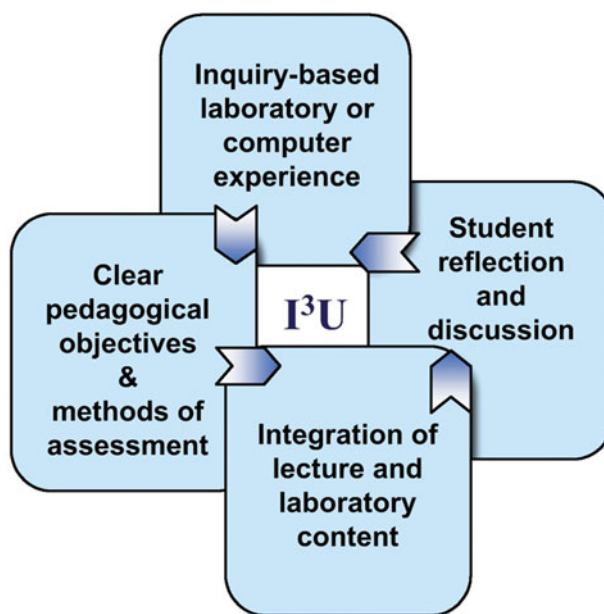 Inquiry-based
laboratory or
computer
experience
Student
reflection
and
discussion
Clear
pedagogical
objectives
&
methods of
assessment
I³U
Integration of
lecture and
laboratory
content